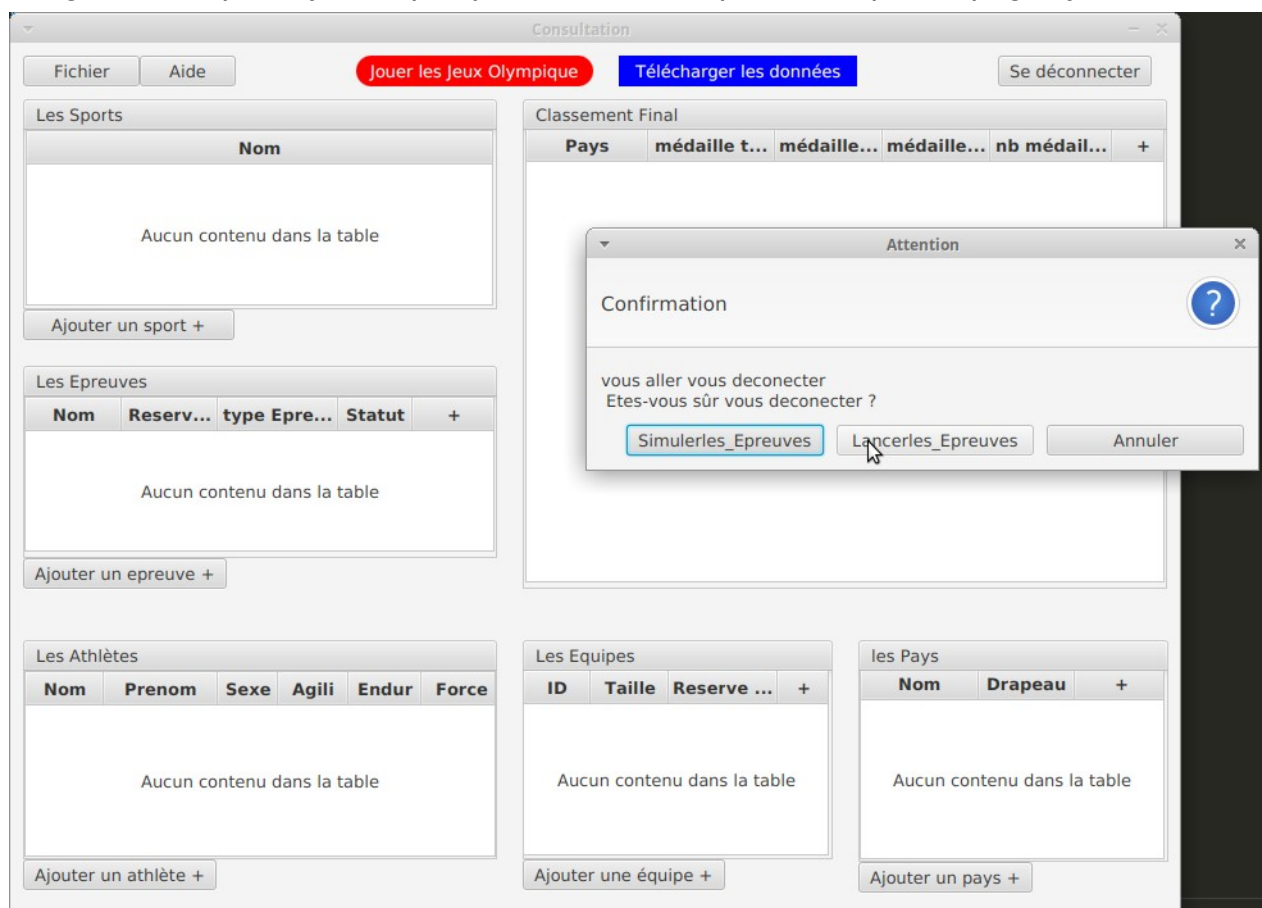 Consultation
Fichier Aide Jouer les Jeux Olympique Télécharger les données Se déconnecter
Les Sports
Nom
Aucun contenu dans la table
Ajouter un sport +
Classement Final
Pays médaille t... médaille... médaille... nb médail... +
Attention
Confirmation
vous aller vous deconecter
Etes-vous sûr vous deconecter ?
Simulerles_Epreuves Lancerles_Epreuves Annuler
Les Epreuves
Nom Reserv... type Epre... Statut +
Aucun contenu dans la table
Ajouter un epreuve +
Les Athlètes
Nom Prenom Sexe Agili Endur Force
Aucun contenu dans la table
Ajouter un athlète +
Les Equipes
ID Taille Reserve ... +
Aucun contenu dans la table
Ajouter une équipe +
les Pays
Nom Drapeau +
Aucun contenu dans la table
Ajouter un pays +